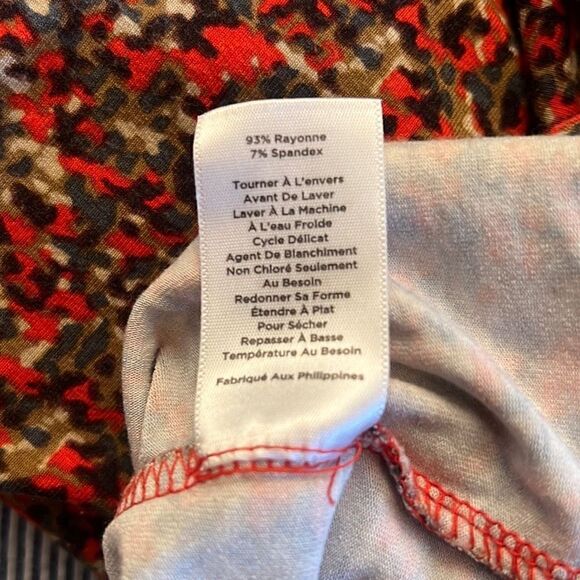 93% Rayonne
7% Spandex
Tourner À L'envers
Avant De Laver
Laver À La Machine
À L'eau Froide
Cycle Délicat
Agent De Blanchiment
Non Chloré Seulement
Au Besoin
Redonner Sa Forme
Étendre À Plat
Pour Sécher
Repasser À Basse
Température Au Besoin
Fabriqué Aux Philippines